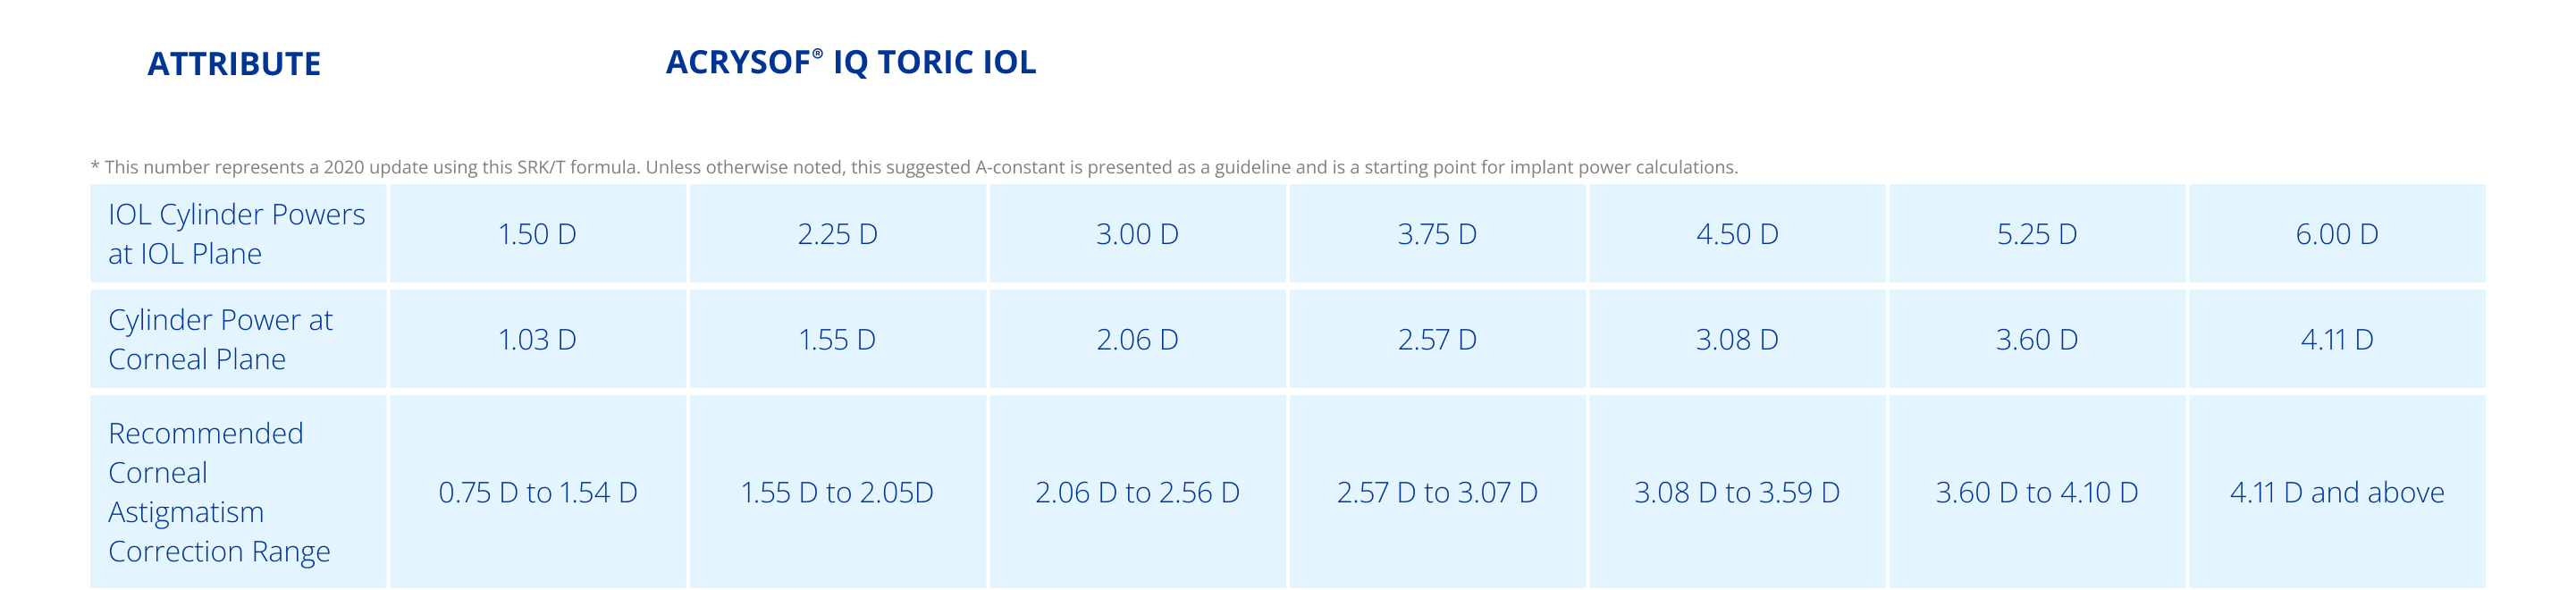 ATTRIBUTE
ACRYSOF® IQ TORIC IOL
* This number represents a 2020 update using this SRK/T formula. Unless otherwise noted, this suggested A-constant is presented as a guideline and is a starting point for implant power calculations.
IOL Cylinder Powers
at IOL Plane
1.50 D
2.25 D
3.00 D
3.75 D
4.50 D
5.25 D
6.00 D
Cylinder Power at
Corneal Plane
1.03 D
1.55 D
2.06 D
2.57 D
3.08 D
3.60 D
4.11 D
Recommended
Corneal
Astigmatism
Correction Range
0.75 D to 1.54 D
1.55 D to 2.05D
2.06 D to 2.56 D
2.57 D to 3.07 D
3.08 D to 3.59 D
3.60 D to 4.10 D
4.11 D and above